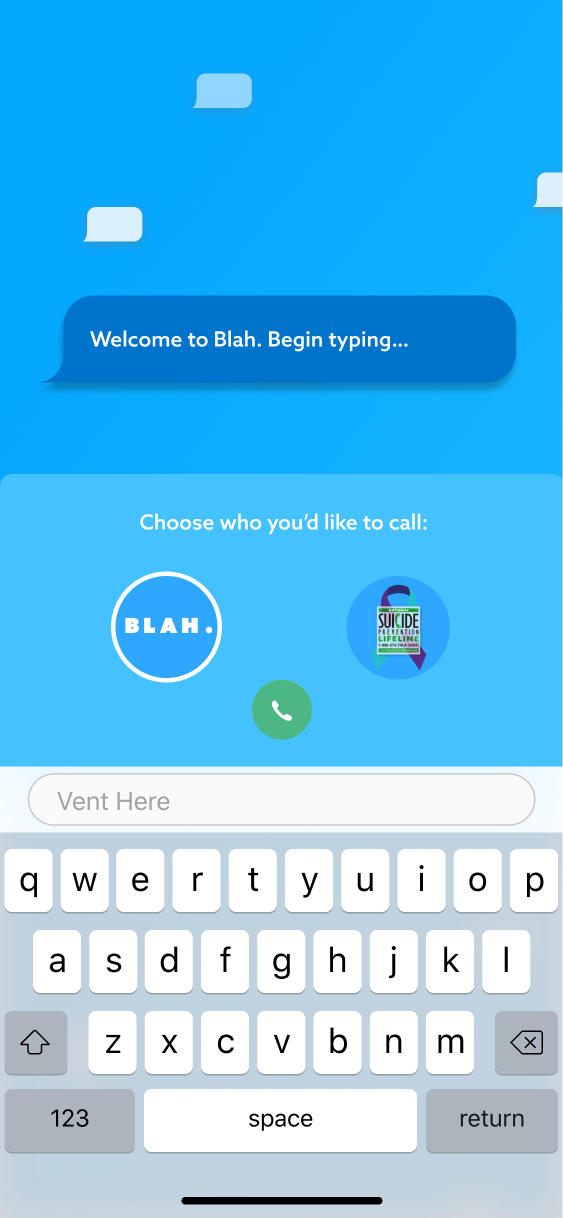 Welcome to Blah. Begin typing...
Choose who you'd like to call:
BLAH.
SUICIDE
PREVENTION
LIFELINE
Vent Here
q w e r t y u i o p
a s d f g h j k l
z x c v b n m
123 space return